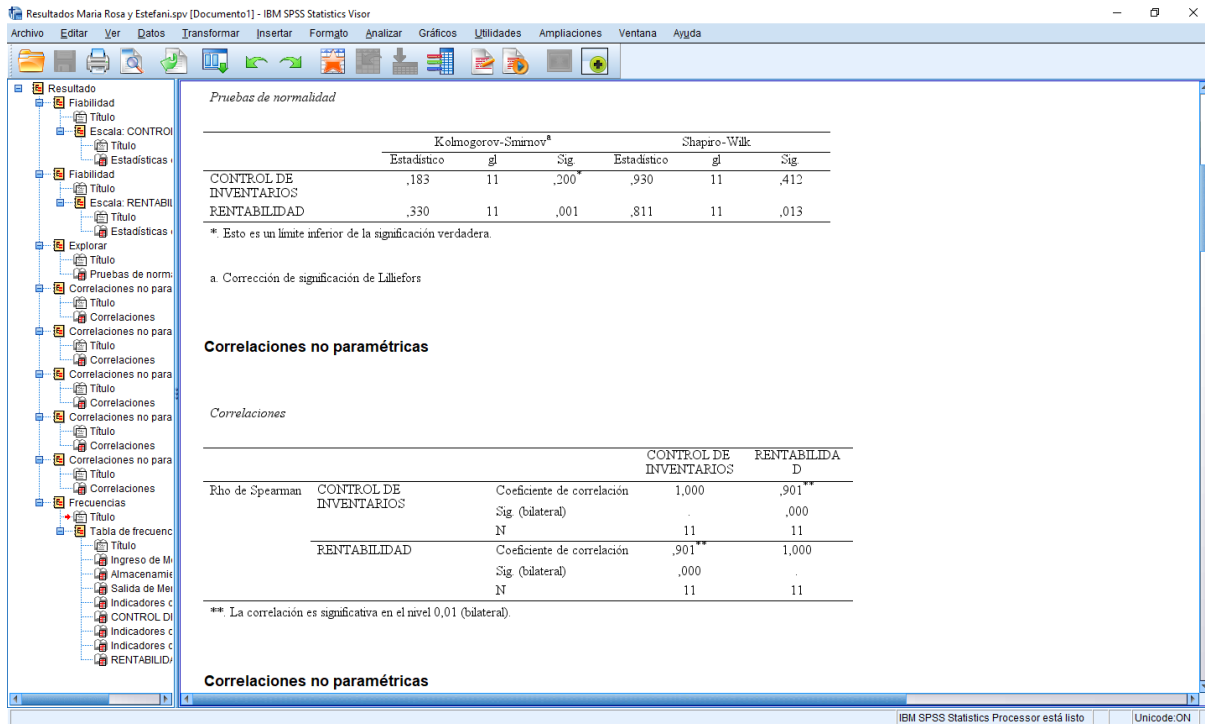 Resultados Maria Rosa y Estefani.spv [Documento1] - IBM SPSS Statistics Visor
Archivo Editar Ver Datos Transformar Insertar Formato Analizar Gráficos Utilidades Ampliaciones Ventana Ayuda
Resultado
Fiabilidad
Título
Escala: CONTROL
Título
Estadísticas
Fiabilidad
Título
Escala: RENTABIL
Título
Estadísticas
Explorar
Título
Pruebas de norma
Correlaciones no para
Título
Correlaciones
Correlaciones no para
Título
Correlaciones
Correlaciones no para
Título
Correlaciones
Correlaciones no para
Título
Correlaciones
Correlaciones no para
Título
Correlaciones
Frecuencias
Título
Tabla de frecuenc
Título
Ingreso de M
Almacenamie
Salida de Mer
Indicadores
CONTROL D
Indicadores
Indicadores
RENTABILID
Pruebas de normalidad
Kolmogorov-Smirnov a Shapiro-Wilk
Estadístico gl Sig. Estadístico gl Sig.
CONTROL DE INVENTARIOS ,183 11 ,200* ,930 11 ,412
RENTABILIDAD ,330 11 ,001 ,811 11 ,013
*. Esto es un límite inferior de la significación verdadera.
a. Corrección de significación de Lilliefors
Correlaciones no paramétricas
Correlaciones
CONTROL DE INVENTARIOS RENTABILIDA D
Rho de Spearman CONTROL DE INVENTARIOS Coeficiente de correlación 1,000 ,901**
Sig. (bilateral) . ,000
N 11 11
RENTABILIDAD Coeficiente de correlación ,901** 1,000
Sig. (bilateral) ,000 .
N 11 11
**. La correlación es significativa en el nivel 0,01 (bilateral).
Correlaciones no paramétricas
IBM SPSS Statistics Processor está listo Unicode:ON